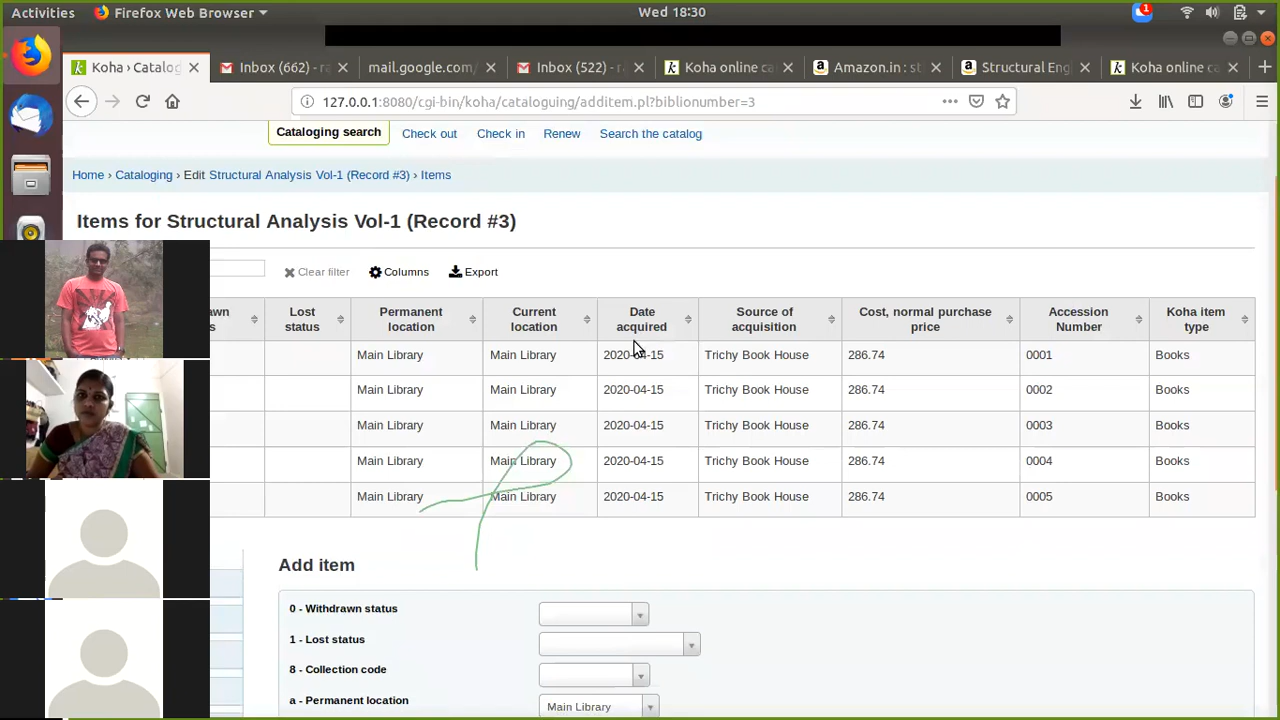 Activities Firefox Web Browser Wed 18:30 1
Koha › Catalog Inbox (662) - ra mail.google.com/ Inbox (522) - r Koha online ca Amazon.in : st Structural Eng Koha online ca
127.0.0.1:8080/cgi-bin/koha/cataloguing/additem.pl?biblionumber=3
Cataloging search Check out Check in Renew Search the catalog
Home › Cataloging › Edit Structural Analysis Vol-1 (Record #3) › Items
Items for Structural Analysis Vol-1 (Record #3)
Clear filter Columns Export
Lost status Permanent location Current location Date acquired Source of acquisition Cost, normal purchase price Accession Number Koha item type
Main Library Main Library 2020-04-15 Trichy Book House 286.74 0001 Books
Main Library Main Library 2020-04-15 Trichy Book House 286.74 0002 Books
Main Library Main Library 2020-04-15 Trichy Book House 286.74 0003 Books
Main Library Main Library 2020-04-15 Trichy Book House 286.74 0004 Books
Main Library Main Library 2020-04-15 Trichy Book House 286.74 0005 Books
Add item
0 - Withdrawn status
1 - Lost status
8 - Collection code
a - Permanent location Main Library